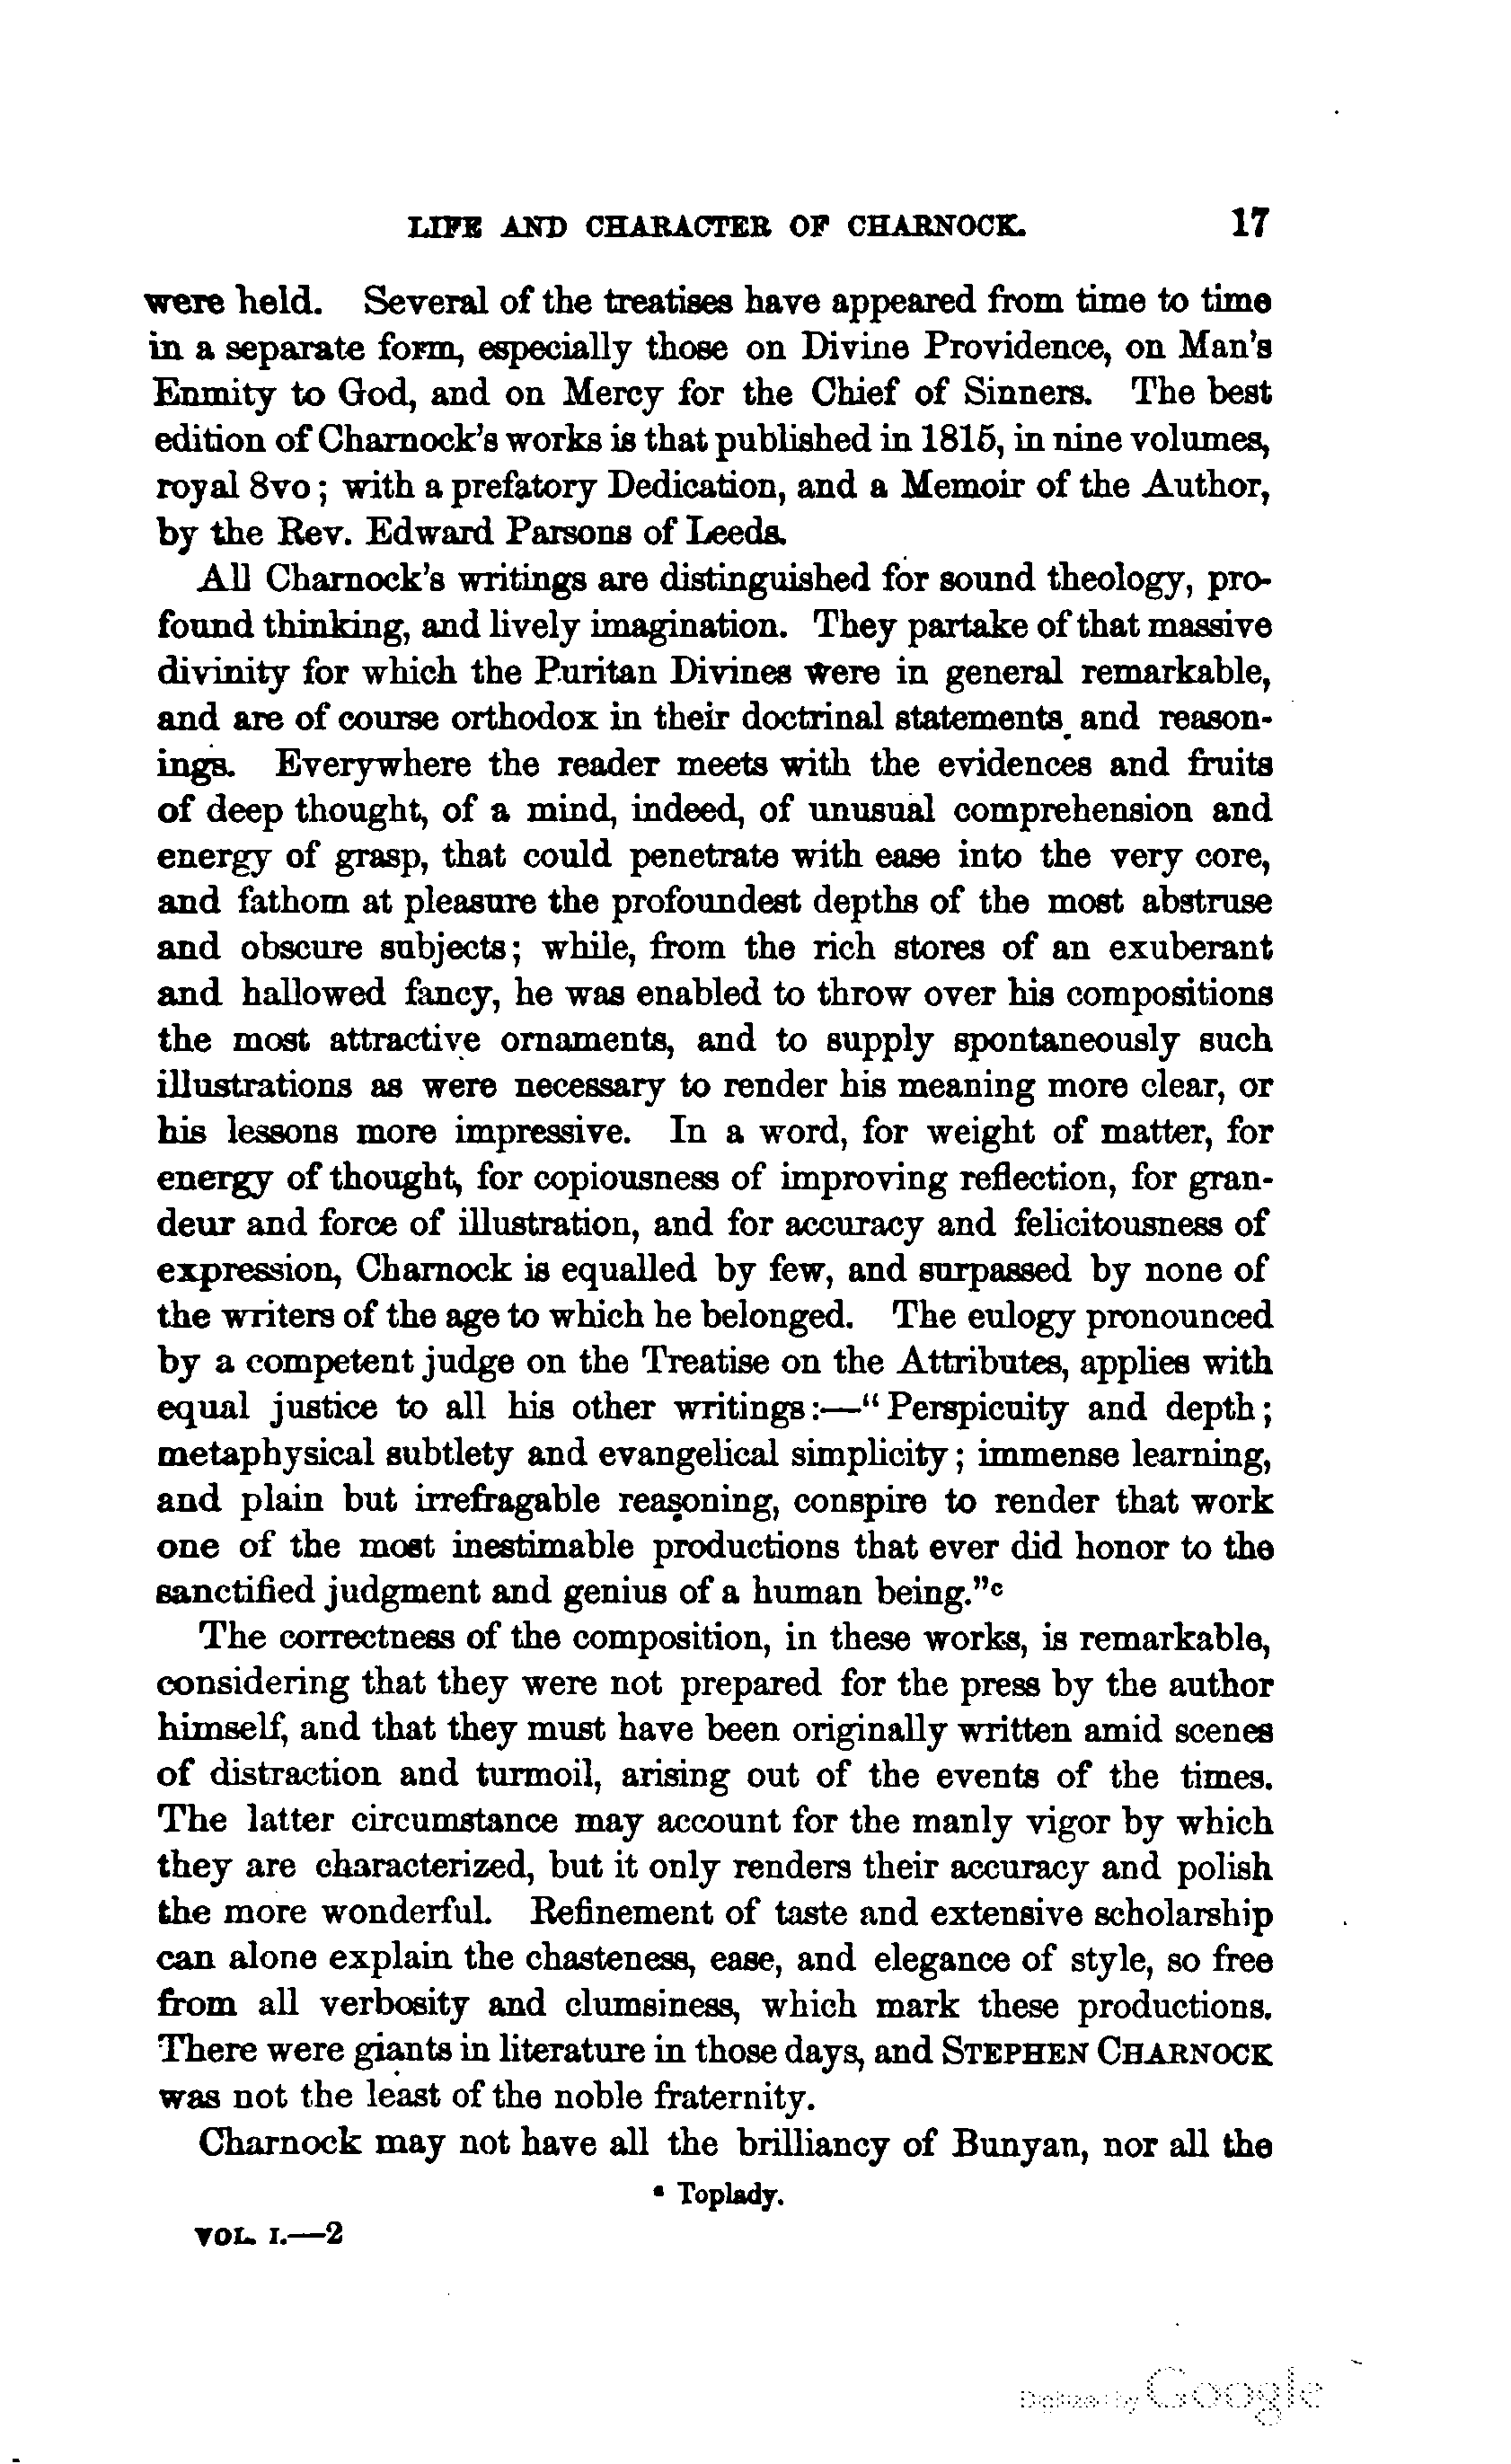 LIFE AND CHARACTER OF CHARNOCK. 17
were held. Several of the treatises have appeared from time to time
in a separate form, especially those on Divine Providence, on Man's
Enmity to God, and on Mercy for the Chief of Sinners. The best
edition of Charnock's works is that published in 1815, in nine volumes,
royal 8vo; with a prefatory Dedication, and a Memoir of the Author,
by the Rev. Edward Parsons of Leeds.
All Charnock's writings are distinguished for sound theology, pro-
found thinking, and lively imagination. They partake of that massive
divinity for which the Puritan Divines were in general remarkable,
and are of course orthodox in their doctrinal statements and reason-
ings. Everywhere the reader meets with the evidences and fruits
of deep thought, of a mind, indeed, of unusual comprehension and
energy of grasp, that could penetrate with ease into the very core,
and fathom at pleasure the profoundest depths of the most abstruse
and obscure subjects; while, from the rich stores of an exuberant
and hallowed fancy, he was enabled to throw over his compositions
the most attractive ornaments, and to supply spontaneously such
illustrations as were necessary to render his meaning more clear, or
his lessons more impressive. In a word, for weight of matter, for
energy of thought, for copiousness of improving reflection, for gran-
deur and force of illustration, and for accuracy and felicitousness of
expression, Charnock is equalled by few, and surpassed by none of
the writers of the age to which he belonged. The eulogy pronounced
by a competent judge on the Treatise on the Attributes, applies with
equal justice to all his other writings:—"Perspicuity and depth;
metaphysical subtlety and evangelical simplicity; immense learning,
and plain but irrefragable reasoning, conspire to render that work
one of the most inestimable productions that ever did honor to the
sanctified judgment and genius of a human being."c
The correctness of the composition, in these works, is remarkable,
considering that they were not prepared for the press by the author
himself, and that they must have been originally written amid scenes
of distraction and turmoil, arising out of the events of the times.
The latter circumstance may account for the manly vigor by which
they are characterized, but it only renders their accuracy and polish
the more wonderful. Refinement of taste and extensive scholarship
can alone explain the chasteness, ease, and elegance of style, so free
from all verbosity and clumsiness, which mark these productions.
There were giants in literature in those days, and STEPHEN CHARNOCK
was not the least of the noble fraternity.
Charnock may not have all the brilliancy of Bunyan, nor all the
a Toplady.
VOL. I.—2
Digitized by Google